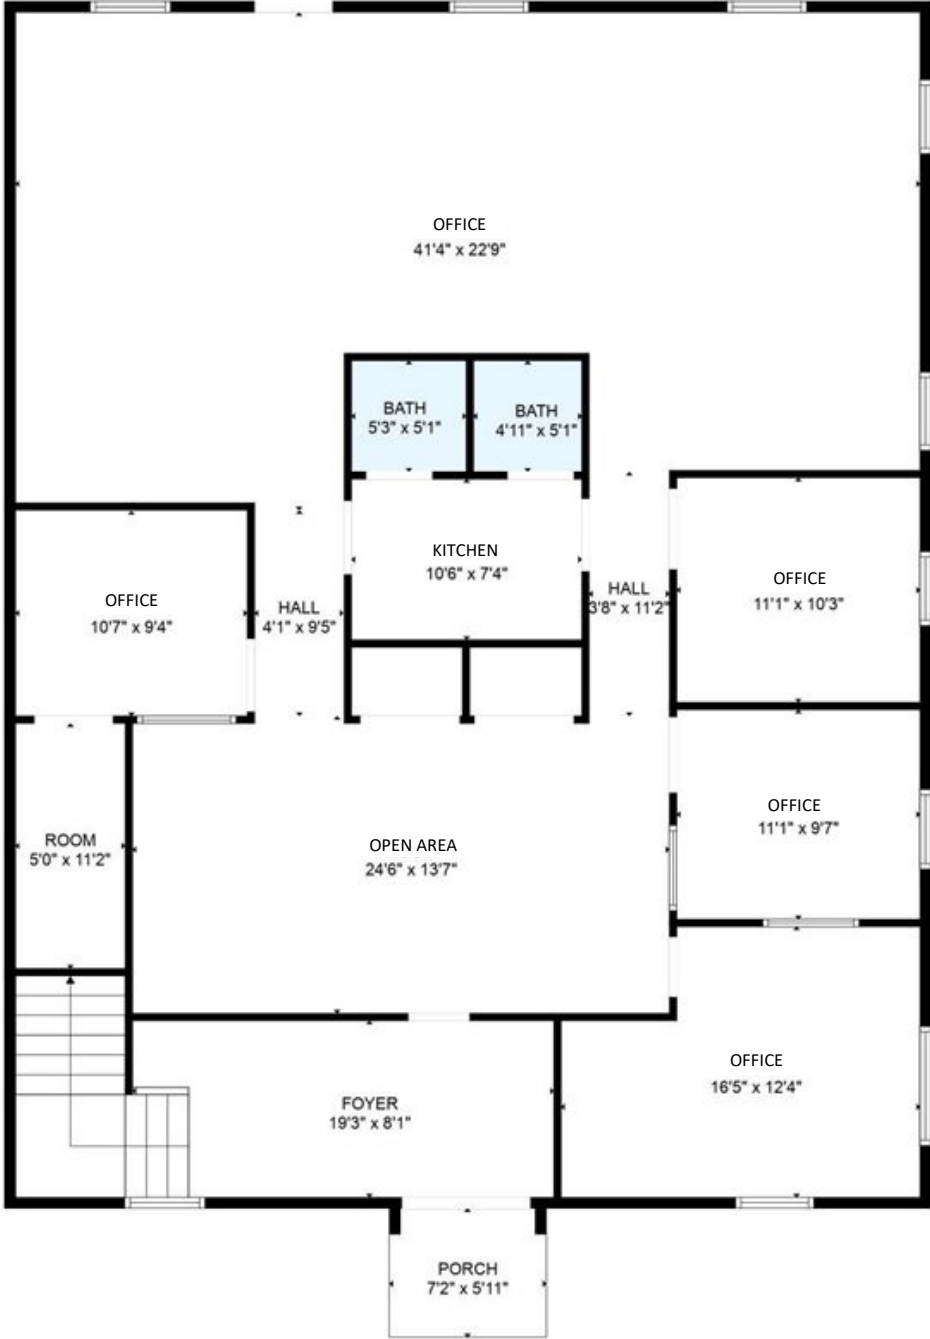 OFFICE
41'4" x 22'9"
BATH
5'3" x 5'1"
BATH
4'11" x 5'1"
KITCHEN
10'6" x 7'4"
OFFICE
10'7" x 9'4"
HALL
4'1" x 9'5"
HALL
3'8" x 11'2"
OFFICE
11'1" x 10'3"
ROOM
5'0" x 11'2"
OPEN AREA
24'6" x 13'7"
OFFICE
11'1" x 9'7"
FOYER
19'3" x 8'1"
OFFICE
16'5" x 12'4"
PORCH
7'2" x 5'11"